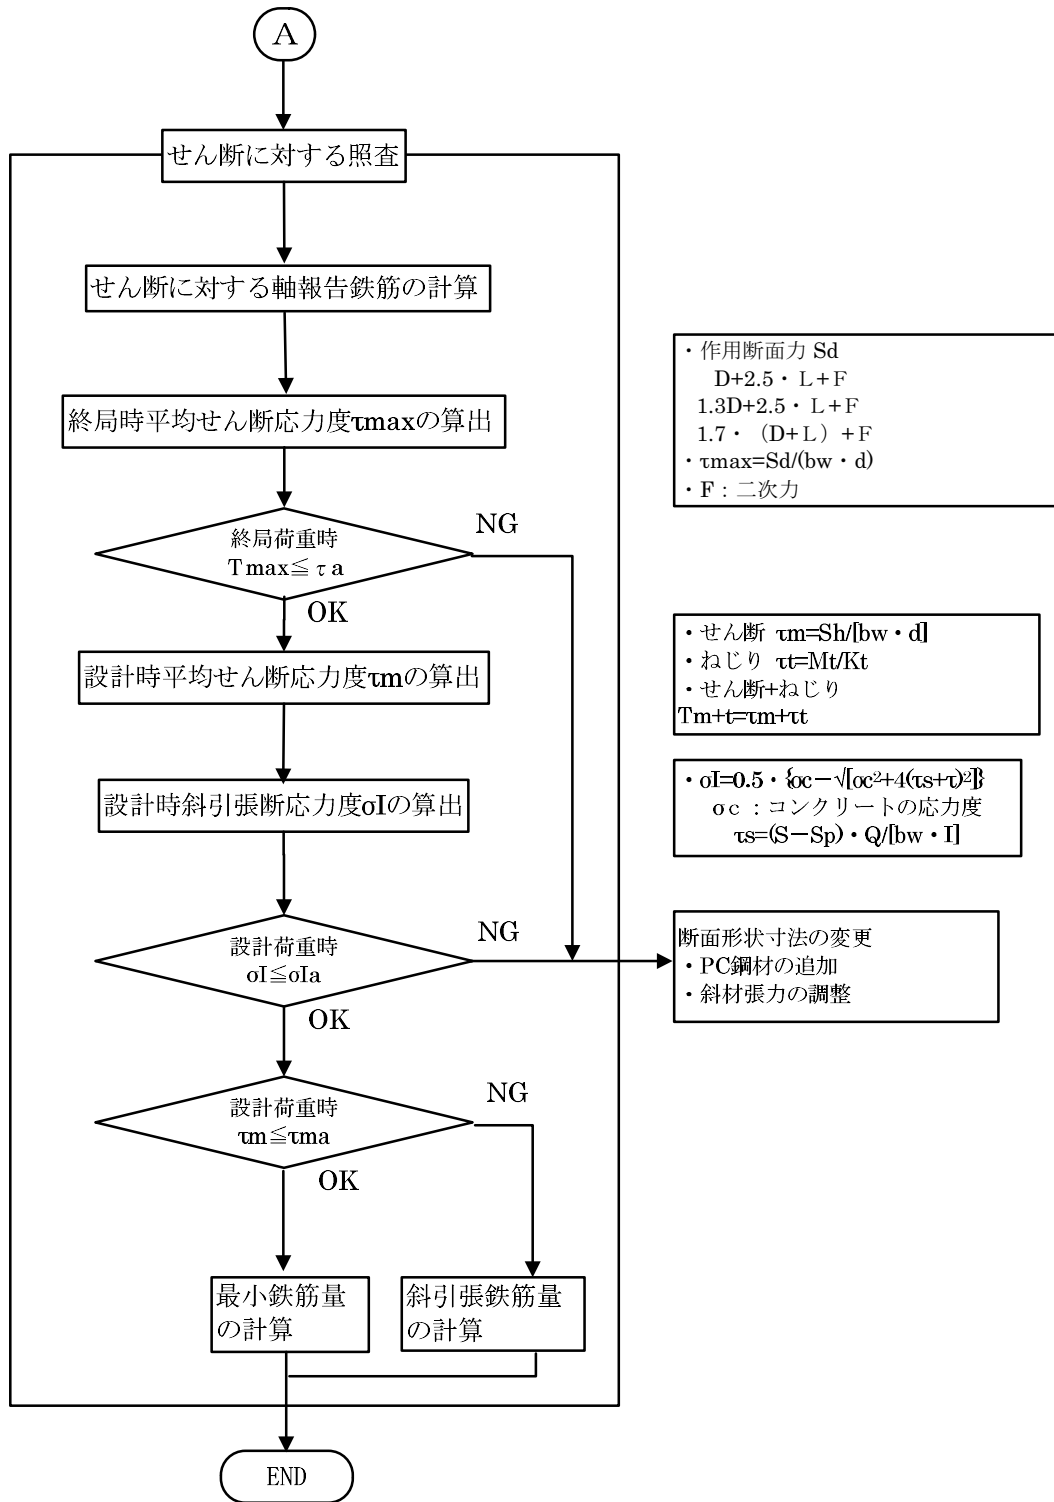 A
せん断に対する照査
せん断に対する軸報告鉄筋の計算
終局時平均せん断応力度τmaxの算出
・作用断面力 Sd
D+2.5・L+F
1.3D+2.5・L+F
1.7・(D+L)+F
・τmax=Sd/(bw・d)
・F：二次力
終局荷重時
Tmax≦τa
NG
OK
設計時平均せん断応力度τmの算出
・せん断 τm=Sh/[bw・d]
・ねじり τt=Mt/Kt
・せん断+ねじり
Tm+t=τm+τt
設計時斜引張断応力度σIの算出
・σI=0.5・{σc－√[σc²+4(τs+τ)²]}
σc：コンクリートの応力度
τs=(S－Sp)・Q/[bw・I]
設計荷重時
σI≦σIa
NG
OK
断面形状寸法の変更
・PC鋼材の追加
・斜材張力の調整
設計荷重時
τm≦τma
NG
OK
最小鉄筋量
の計算
斜引張鉄筋量
の計算
END